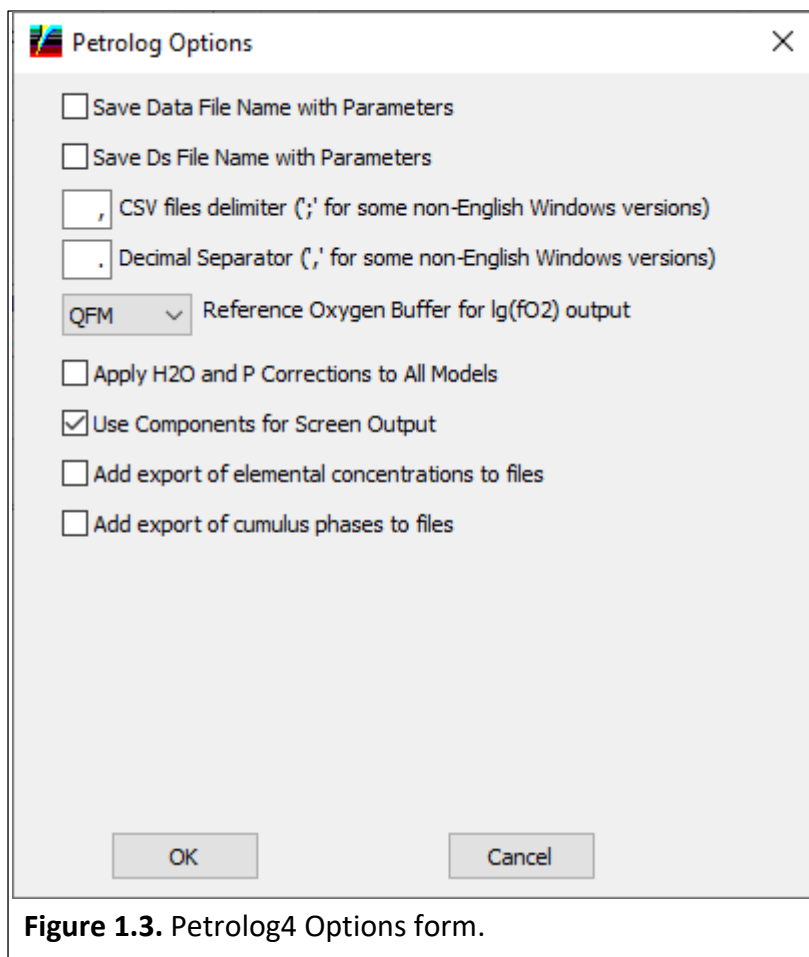 Petrolog Options
Save Data File Name with Parameters
Save Ds File Name with Parameters
, CSV files delimiter (';' for some non-English Windows versions)
. Decimal Separator (',' for some non-English Windows versions)
QFM Reference Oxygen Buffer for lg(fO2) output
Apply H2O and P Corrections to All Models
Use Components for Screen Output
Add export of elemental concentrations to files
Add export of cumulus phases to files
OK Cancel
Figure 1.3. Petrolog4 Options form.